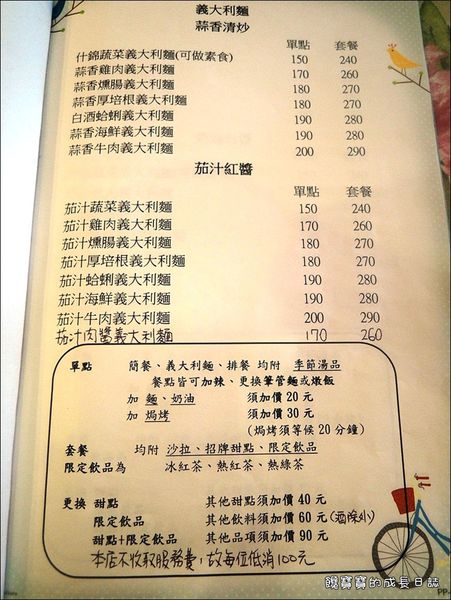 義大利麵
蒜香清炒
單點 套餐
什錦蔬菜義大利麵(可做素食) 150 240
蒜香雞肉義大利麵 170 260
蒜香燻腸義大利麵 180 270
蒜香厚培根義大利麵 180 270
白酒蛤蜊義大利麵 190 280
蒜香海鮮義大利麵 190 280
蒜香牛肉義大利麵 200 290
茄汁紅醬
單點 套餐
茄汁蔬菜義大利麵 150 240
茄汁雞肉義大利麵 170 260
茄汁燻腸義大利麵 180 270
茄汁厚培根義大利麵 180 270
茄汁蛤蜊義大利麵 190 280
茄汁海鮮義大利麵 190 280
茄汁牛肉義大利麵 200 290
茄汁肉醬義大利麵 170 260
單點 簡餐、義大利麵、排餐 均附 季節湯品
餐點皆可加辣、更換筆管麵或燉飯
加 麵、奶油 須加價 20 元
加 焗烤 須加價 30 元
(焗烤須等候 20 分鐘)
套餐 均附 沙拉、招牌甜點、限定飲品
限定飲品為 冰紅茶、熱紅茶、熱綠茶
更換 甜點 其他甜點須加價 40 元
限定飲品 其他飲料須加價 60 元(酒除外)
甜點+限定飲品 其他品項須加價 90 元
本店不收取服務費，故每位低消100元
饅寶寶的成長日誌